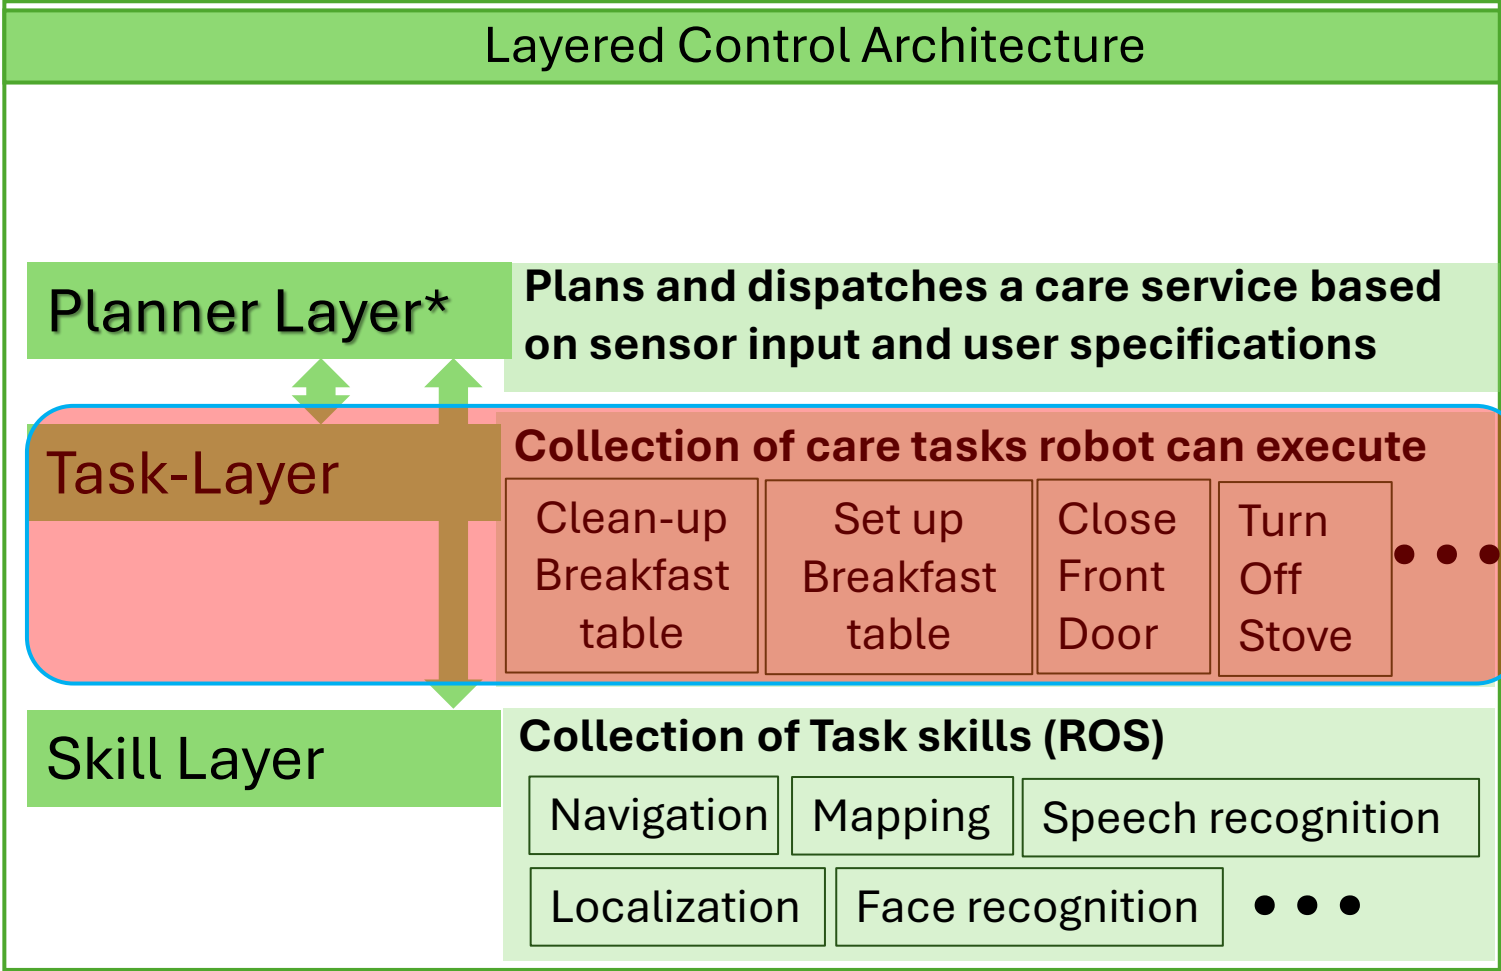 Layered Control Architecture
Planner Layer*
Plans and dispatches a care service based
on sensor input and user specifications
Task-Layer
Collection of care tasks robot can execute
Clean-up
Breakfast
table
Set up
Breakfast
table
Close
Front
Door
Turn
Off
Stove
• • •
Skill Layer
Collection of Task skills (ROS)
Navigation
Mapping
Speech recognition
Localization
Face recognition
• • •